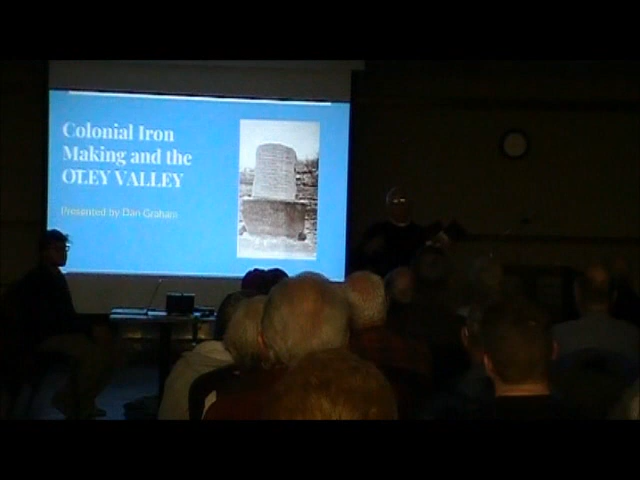 Colonial Iron
Making and the
OLEY VALLEY
Presented by Dan Graham